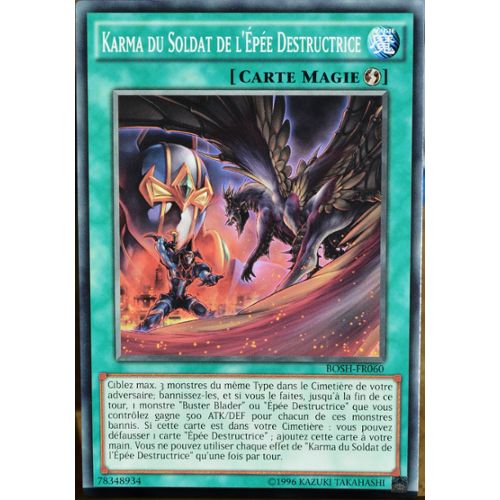 Karma du Soldat de l'Épée Destructrice
[Carte Magie]
BOSH-FR060
Ciblez max. 3 monstres du même Type dans le Cimetière de votre
adversaire; bannissez-les, et si vous le faites, jusqu'à la fin de ce
tour, 1 monstre "Buster Blader" ou "Épée Destructrice" que vous
contrôlez gagne 500 ATK/DEF pour chacun de ces monstres
bannis. Si cette carte est dans votre Cimetière : vous pouvez
défausser 1 carte "Épée Destructrice" ; ajoutez cette carte à votre
main. Vous ne pouvez utiliser chaque effet de "Karma du Soldat de
l'Épée Destructrice" qu'une fois par tour.
78348934
©1996 KAZUKI TAKAHASHI